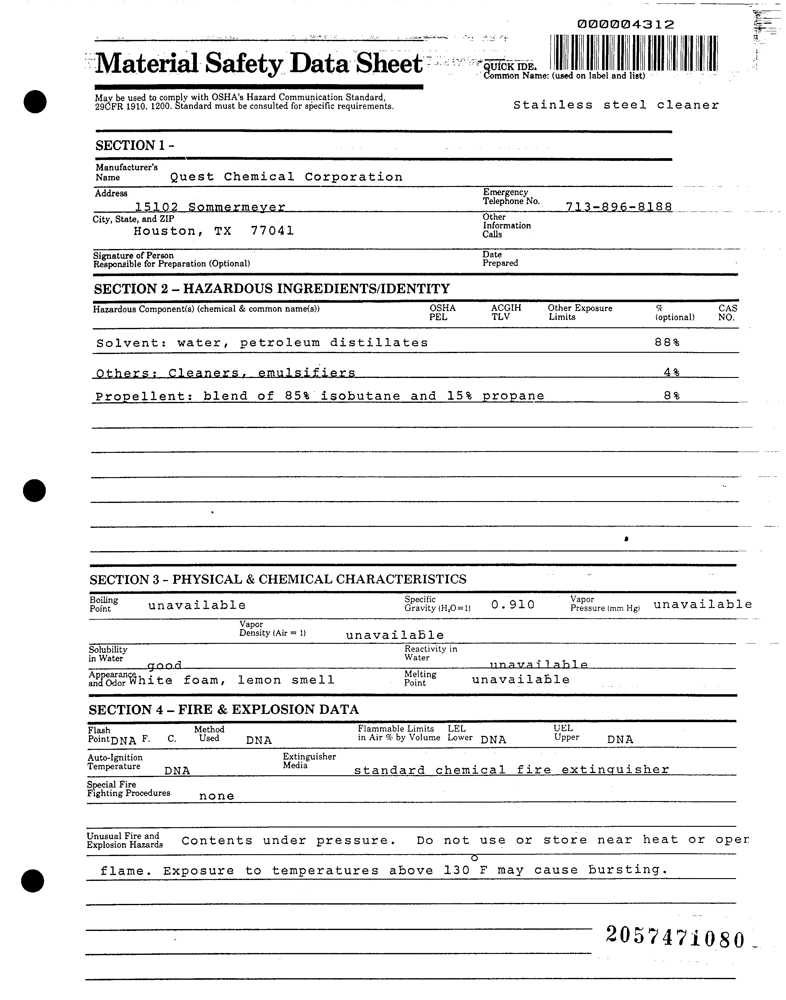 000004312
Material Safety Data Sheet
QUICK IDE.
Common Name: (used on label and list)
May be used to comply with OSHA's Hazard Communication Standard,
29CFR 1910. 1200. Standard must be consulted for specific requirements.
Stainless steel cleaner
SECTION 1 -
Manufacturer's
Name Quest Chemical Corporation
Address
15102 Sommermeyer
Emergency
Telephone No. 713-896-8188
City, State, and ZIP
Houston, TX 77041
Other
Information
Calls
Signature of Person
Responsible for Preparation (Optional)
Date
Prepared
SECTION 2 – HAZARDOUS INGREDIENTS/IDENTITY
Hazardous Component(s) (chemical & common name(s)) OSHA PEL ACGIH TLV Other Exposure Limits % (optional) CAS NO.
Solvent: water, petroleum distillates 88%
Others: Cleaners, emulsifiers 4%
Propellent: blend of 85% isobutane and 15% propane 8%
SECTION 3 – PHYSICAL & CHEMICAL CHARACTERISTICS
Boiling Point unavailable Specific Gravity (H₂O=1) 0.910 Vapor Pressure (mm Hg) unavailable
Vapor Density (Air = 1) unavailable
Solubility in Water good Reactivity in Water unavailable
Appearance and Odor White foam, lemon smell Melting Point unavailable
SECTION 4 – FIRE & EXPLOSION DATA
Flash Point DNA F. C. Method Used DNA Flammable Limits in Air % by Volume LEL Lower DNA UEL Upper DNA
Auto-Ignition Temperature DNA Extinguisher Media standard chemical fire extinguisher
Special Fire Fighting Procedures none
Unusual Fire and Explosion Hazards Contents under pressure. Do not use or store near heat or open
flame. Exposure to temperatures above 130°F may cause bursting.
2057471080